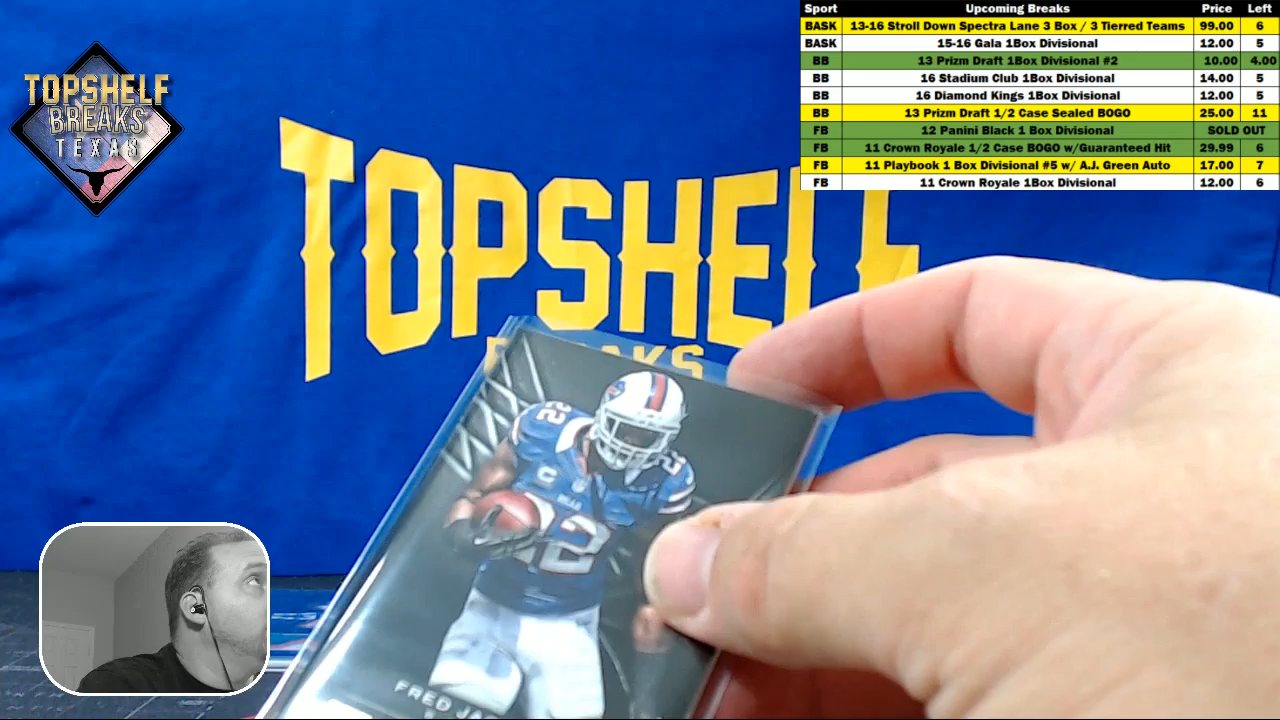 Sport Upcoming Breaks Price Left
BASK 13-16 Stroll Down Spectra Lane 3 Box / 3 Tierred Teams 99.00 6
BASK 15-16 Gala 1Box Divisional 12.00 5
BB 13 Prizm Draft 1Box Divisional #2 10.00 4.00
BB 16 Stadium Club 1Box Divisional 14.00 5
BB 16 Diamond Kings 1Box Divisional 12.00 5
BB 13 Prizm Draft 1/2 Case Sealed BOGO 25.00 11
FB 12 Panini Black 1 Box Divisional SOLD OUT
FB 11 Crown Royale 1/2 Case BOGO w/Guaranteed Hit 29.99 6
FB 11 Playbook 1 Box Divisional #5 w/ A.J. Green Auto 17.00 7
FB 11 Crown Royale 1Box Divisional 12.00 6
TOPSHELF
BREAKS
TEXAS
TOPSHELF
22
22
C
22
FRED